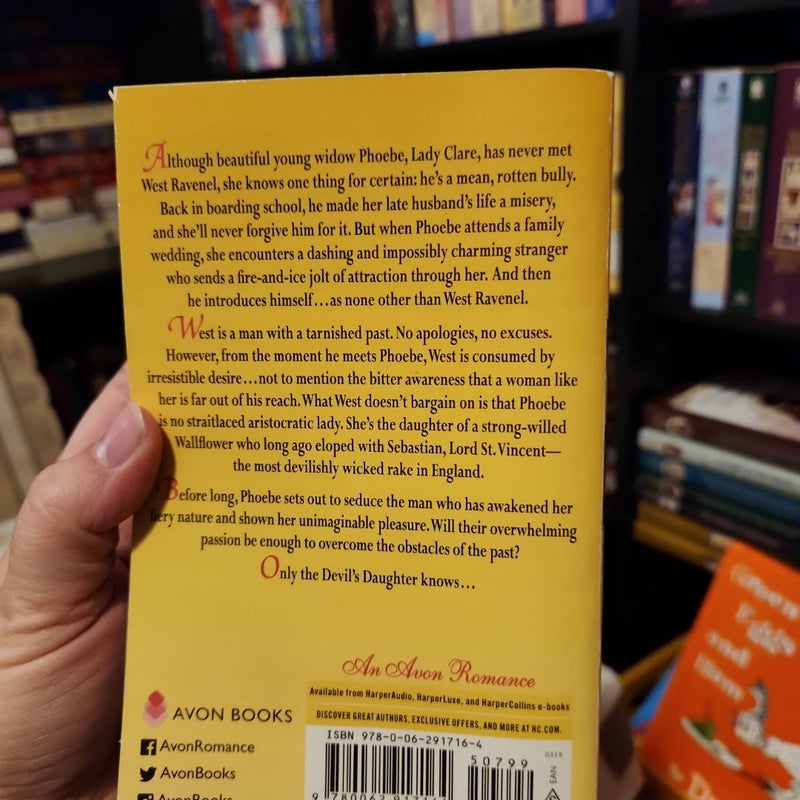 Although beautiful young widow Phoebe, Lady Clare, has never met
West Ravenel, she knows one thing for certain: he's a mean, rotten bully.
Back in boarding school, he made her late husband's life a misery,
and she'll never forgive him for it. But when Phoebe attends a family
wedding, she encounters a dashing and impossibly charming stranger
who sends a fire-and-ice jolt of attraction through her. And then
he introduces himself...as none other than West Ravenel.
West is a man with a tarnished past. No apologies, no excuses.
However, from the moment he meets Phoebe, West is consumed by
irresistible desire...not to mention the bitter awareness that a woman like
her is far out of his reach. What West doesn't bargain on is that Phoebe
is no straitlaced aristocratic lady. She's the daughter of a strong-willed
Wallflower who long ago eloped with Sebastian, Lord St. Vincent—
the most devilishly wicked rake in England.
Before long, Phoebe sets out to seduce the man who has awakened her
fiery nature and shown her unimaginable pleasure. Will their overwhelming
passion be enough to overcome the obstacles of the past?
Only the Devil's Daughter knows...
An Avon Romance
Available from HarperAudio, HarperLuxe, and HarperCollins e-books
DISCOVER GREAT AUTHORS, EXCLUSIVE OFFERS, AND MORE AT HC.COM.
AVON BOOKS
AvonRomance
AvonBooks
AvonBooks
ISBN 978-0-06-291716-4
0319
50799
EAN
Green
Eggs
and
Ham